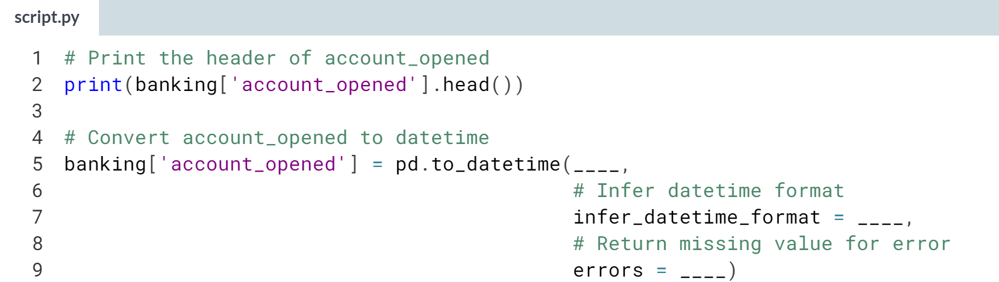 script.py
1 # Print the header of account_opened
2 print(banking['account_opened'].head())
3
4 # Convert account_opened to datetime
5 banking['account_opened'] = pd.to_datetime(____,
6 # Infer datetime format
7 infer_datetime_format = ____,
8 # Return missing value for error
9 errors = ____)